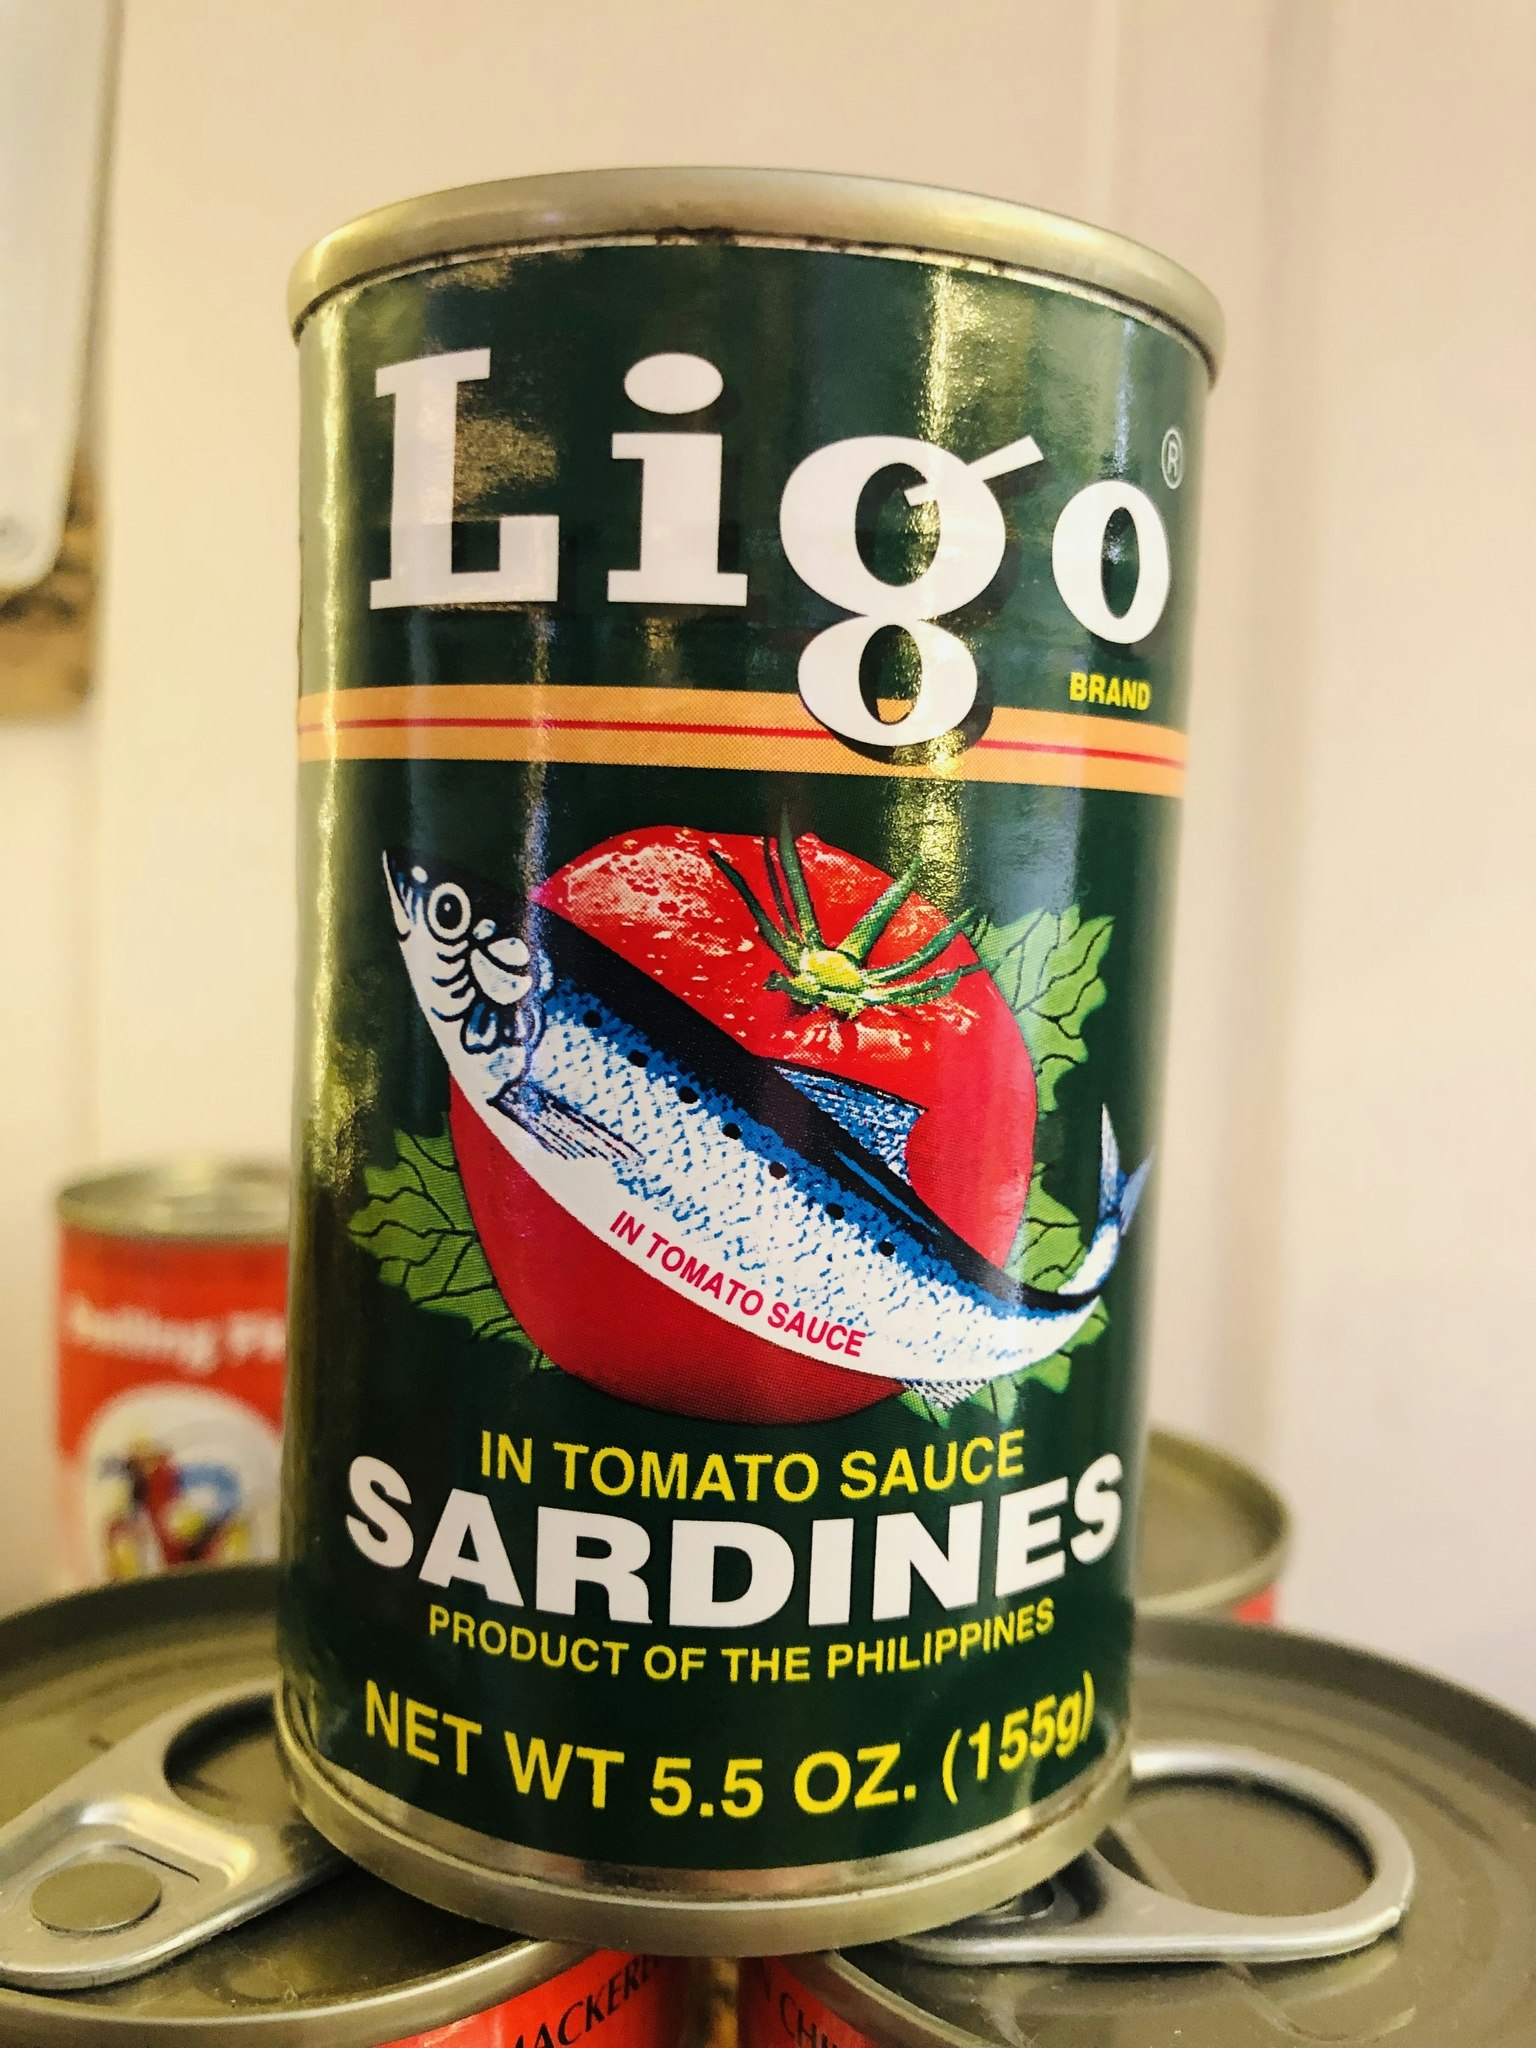 Ligo®
BRAND
IN TOMATO SAUCE
IN TOMATO SAUCE
SARDINES
PRODUCT OF THE PHILIPPINES
NET WT 5.5 OZ. (155g)